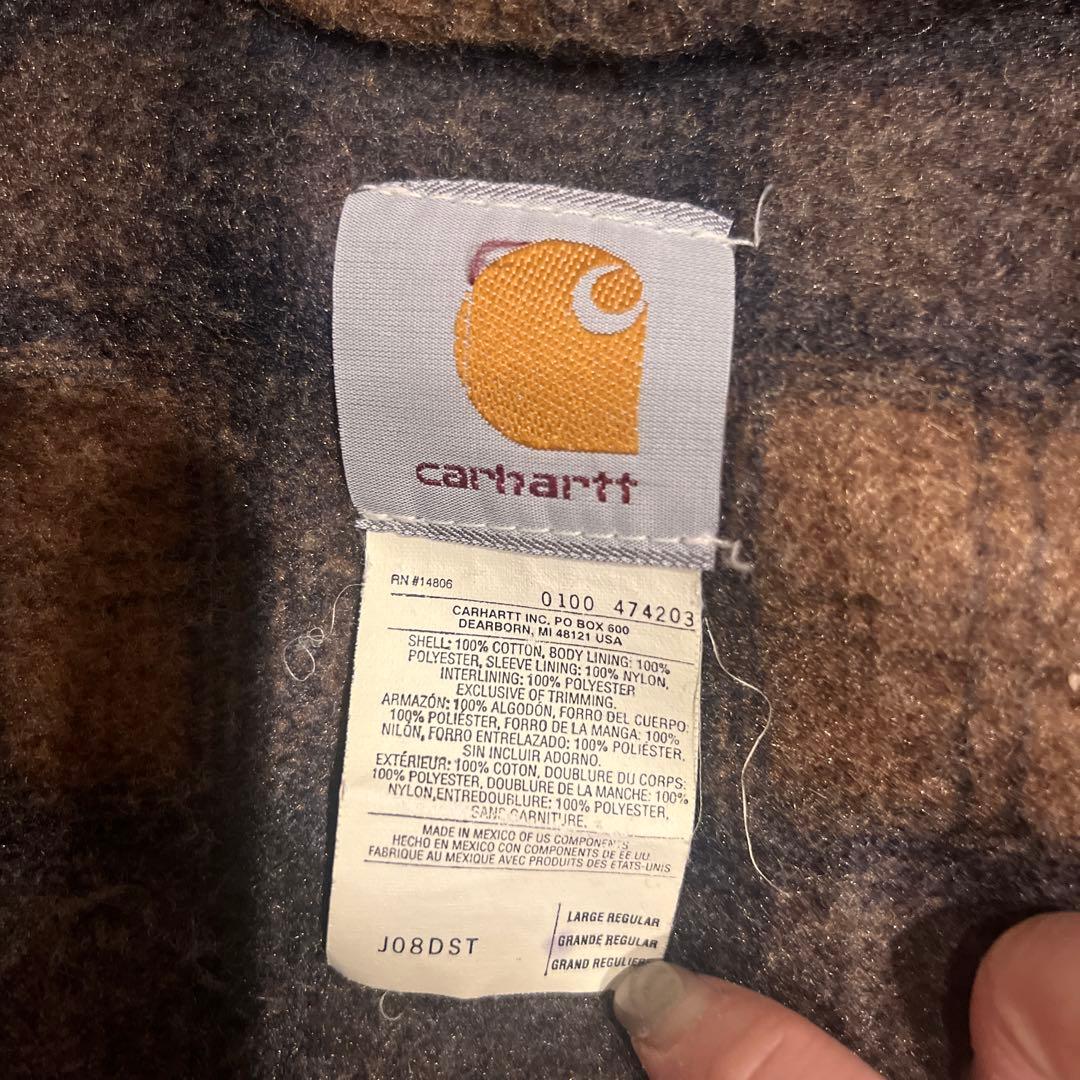 carhartt
RN #14806
0100 474203
CARHARTT INC. PO BOX 600
DEARBORN, MI 48121 USA
SHELL: 100% COTTON, BODY LINING: 100%
POLYESTER, SLEEVE LINING: 100% NYLON,
INTERLINING: 100% POLYESTER
EXCLUSIVE OF TRIMMING.
ARMAZÓN: 100% ALGODÓN, FORRO DEL CUERPO:
100% POLIÉSTER, FORRO DE LA MANGA: 100%
NILÓN, FORRO ENTRELAZADO: 100% POLIÉSTER.
SIN INCLUIR ADORNO.
EXTÉRIEUR: 100% COTON, DOUBLURE DU CORPS:
100% POLYESTER, DOUBLURE DE LA MANCHE: 100%
NYLON,ENTREDOUBLURE: 100% POLYESTER,
SANS GARNITURE.
MADE IN MEXICO OF US COMPONENTS
HECHO EN MEXICO CON COMPONENTS DE EE.UU.
FABRIQUE AU MEXIQUE AVEC PRODUITS DES ETATS-UNIS
J08DST
LARGE REGULAR
GRANDE REGULAR
GRAND REGULIER